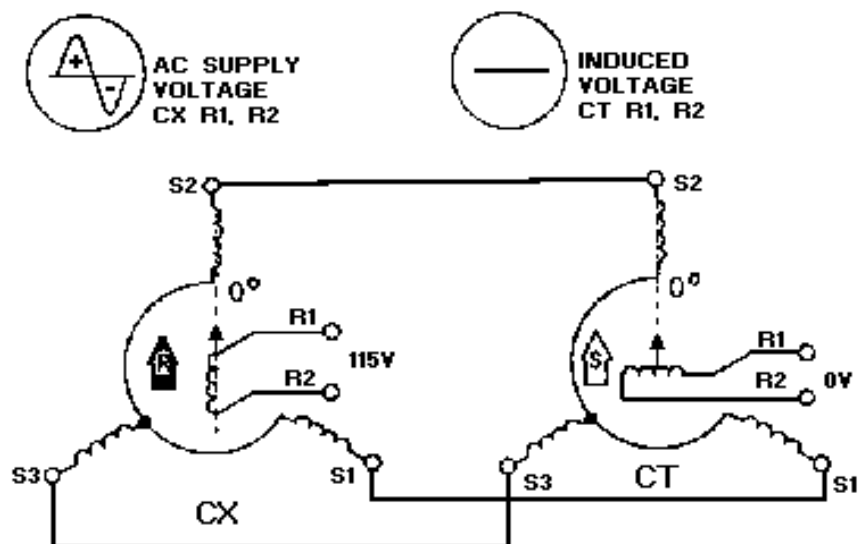 +
-
AC SUPPLY
VOLTAGE
CX R1, R2
INDUCED
VOLTAGE
CT R1, R2
S2
S2
0°
0°
R1
R2
115V
R
S
R1
R2
0V
S3
S1
S3
S1
CX
CT